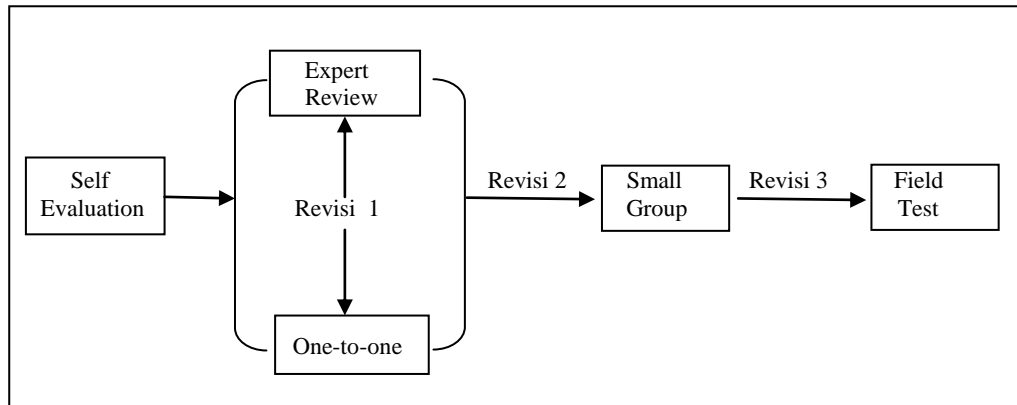 Self
Evaluation
Expert
Review
Revisi 1
One-to-one
Revisi 2
Small
Group
Revisi 3
Field
Test